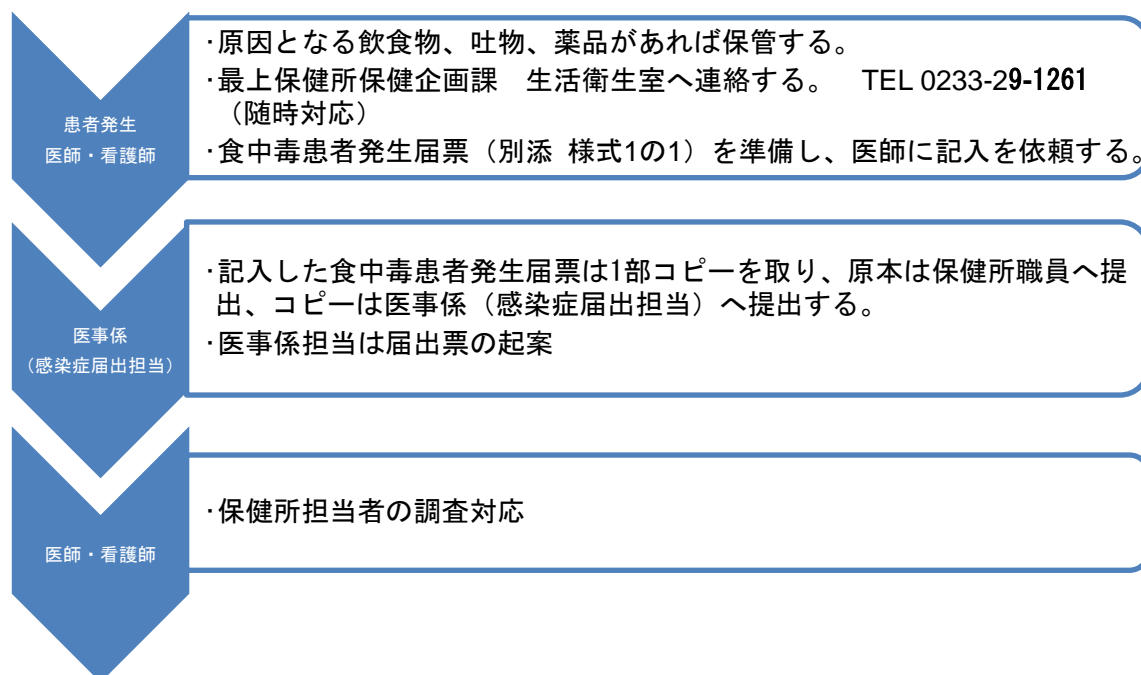 患者発生
医師・看護師
・原因となる飲食物、吐物、薬品があれば保管する。
・最上保健所保健企画課　生活衛生室へ連絡する。　TEL 0233-29-1261
（随時対応）
・食中毒患者発生届票（別添 様式1の1）を準備し、医師に記入を依頼する。
医事係
（感染症届出担当）
・記入した食中毒患者発生届票は1部コピーを取り、原本は保健所職員へ提
出、コピーは医事係（感染症届出担当）へ提出する。
・医事係担当は届出票の起案
医師・看護師
・保健所担当者の調査対応